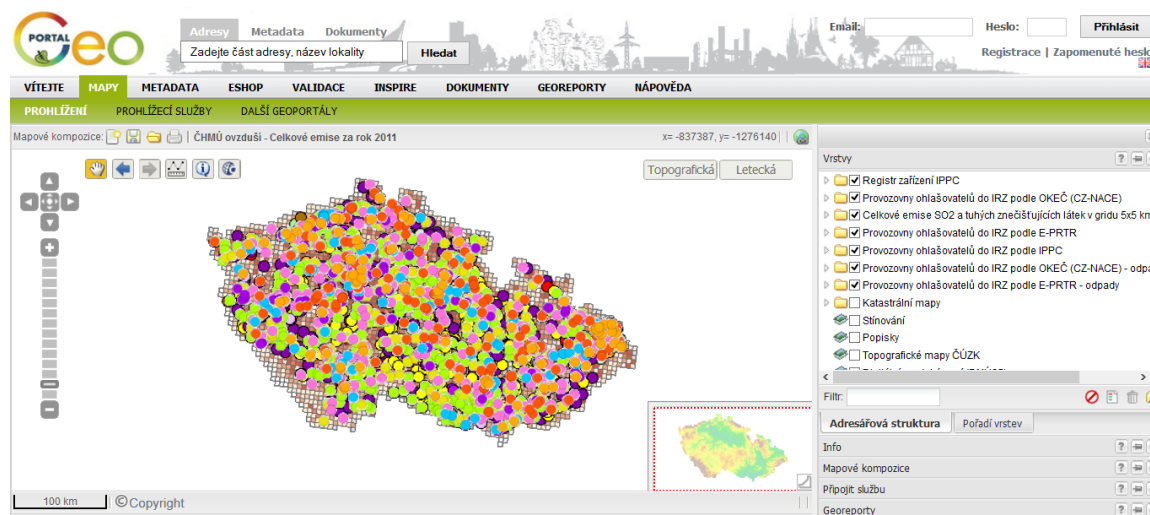 PORTAL
Geo
Adresy Metadata Dokumenty
Zadejte část adresy, název lokality Hledat
Email: Heslo: Přihlásit
Registrace | Zapomenuté heslo
VÍTEJTE MAPY METADATA ESHOP VALIDACE INSPIRE DOKUMENTY GEOREPORTY NÁPOVĚDA
PROHLÍŽENÍ PROHLÍŽECÍ SLUŽBY DALŠÍ GEOPORTÁLY
Mapové kompozice: | ČHMÚ ovzduší - Celkové emise za rok 2011 x= -837387, y= -1276140 |
Topografická Letecká
Vrstvy
Registr zařízení IPPC
Provozovny ohlašovatelů do IRZ podle OKEČ (CZ-NACE)
Celkové emise SO2 a tuhých znečišťujících látek v gridu 5x5 km
Provozovny ohlašovatelů do IRZ podle E-PRTR
Provozovny ohlašovatelů do IRZ podle IPPC
Provozovny ohlašovatelů do IRZ podle OKEČ (CZ-NACE) - odpa
Provozovny ohlašovatelů do IRZ podle E-PRTR - odpady
Katastrální mapy
Stínování
Popisky
Topografické mapy ČÚZK
Filtr:
Adresářová struktura Pořadí vrstev
Info
Mapové kompozice
Připojit službu
Georeporty
100 km ©Copyright